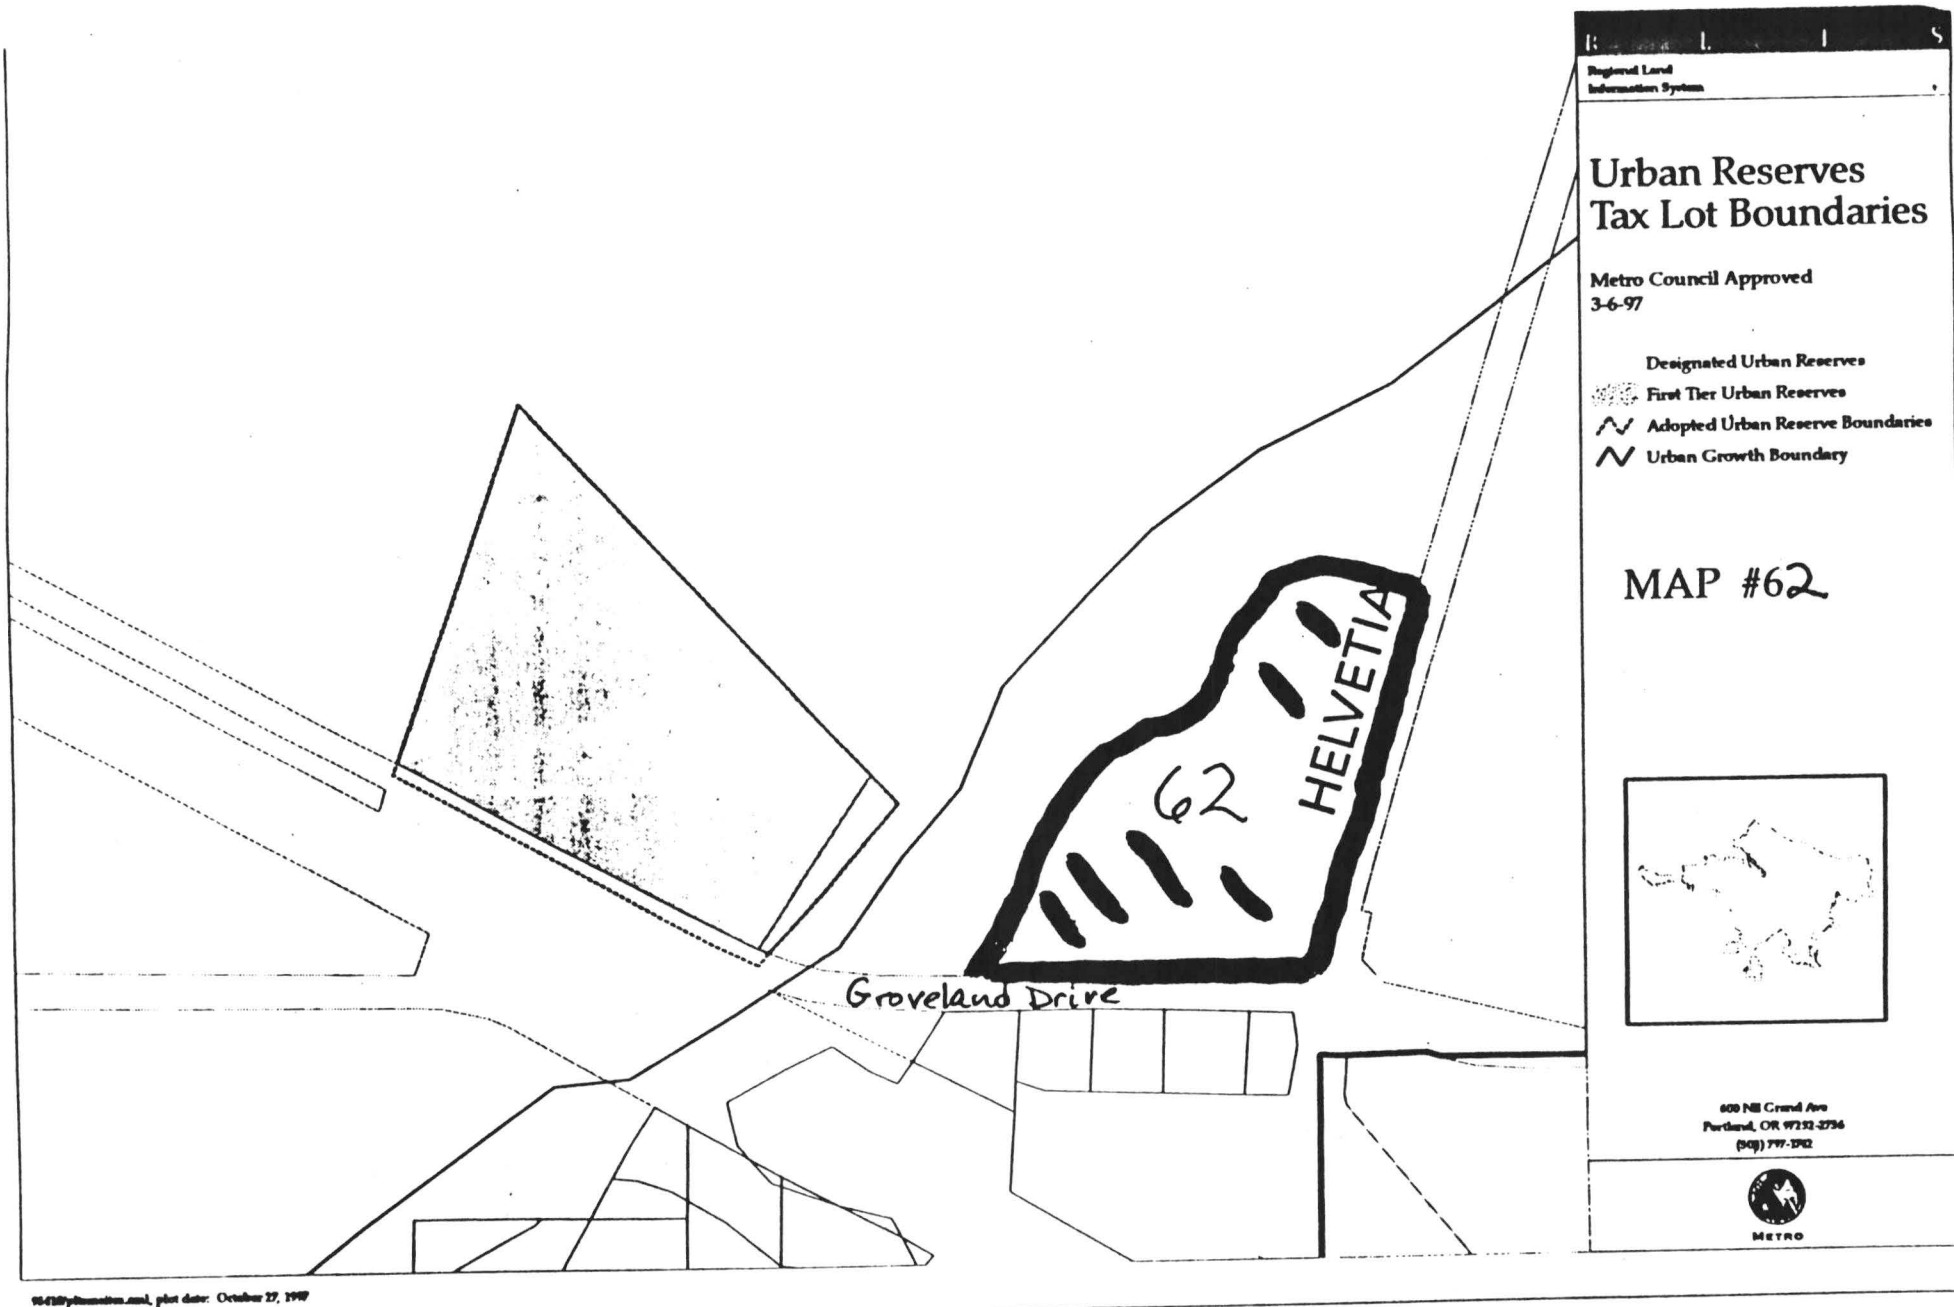 R L I S
Regional Land
Information System
Urban Reserves
Tax Lot Boundaries
Metro Council Approved
3-6-97
Designated Urban Reserves
First Tier Urban Reserves
Adopted Urban Reserve Boundaries
Urban Growth Boundary
MAP #62
HELVETIA
62
Groveland Drive
600 NE Grand Ave
Portland, OR 97232-2736
METRO
plot date: October 27, 1997